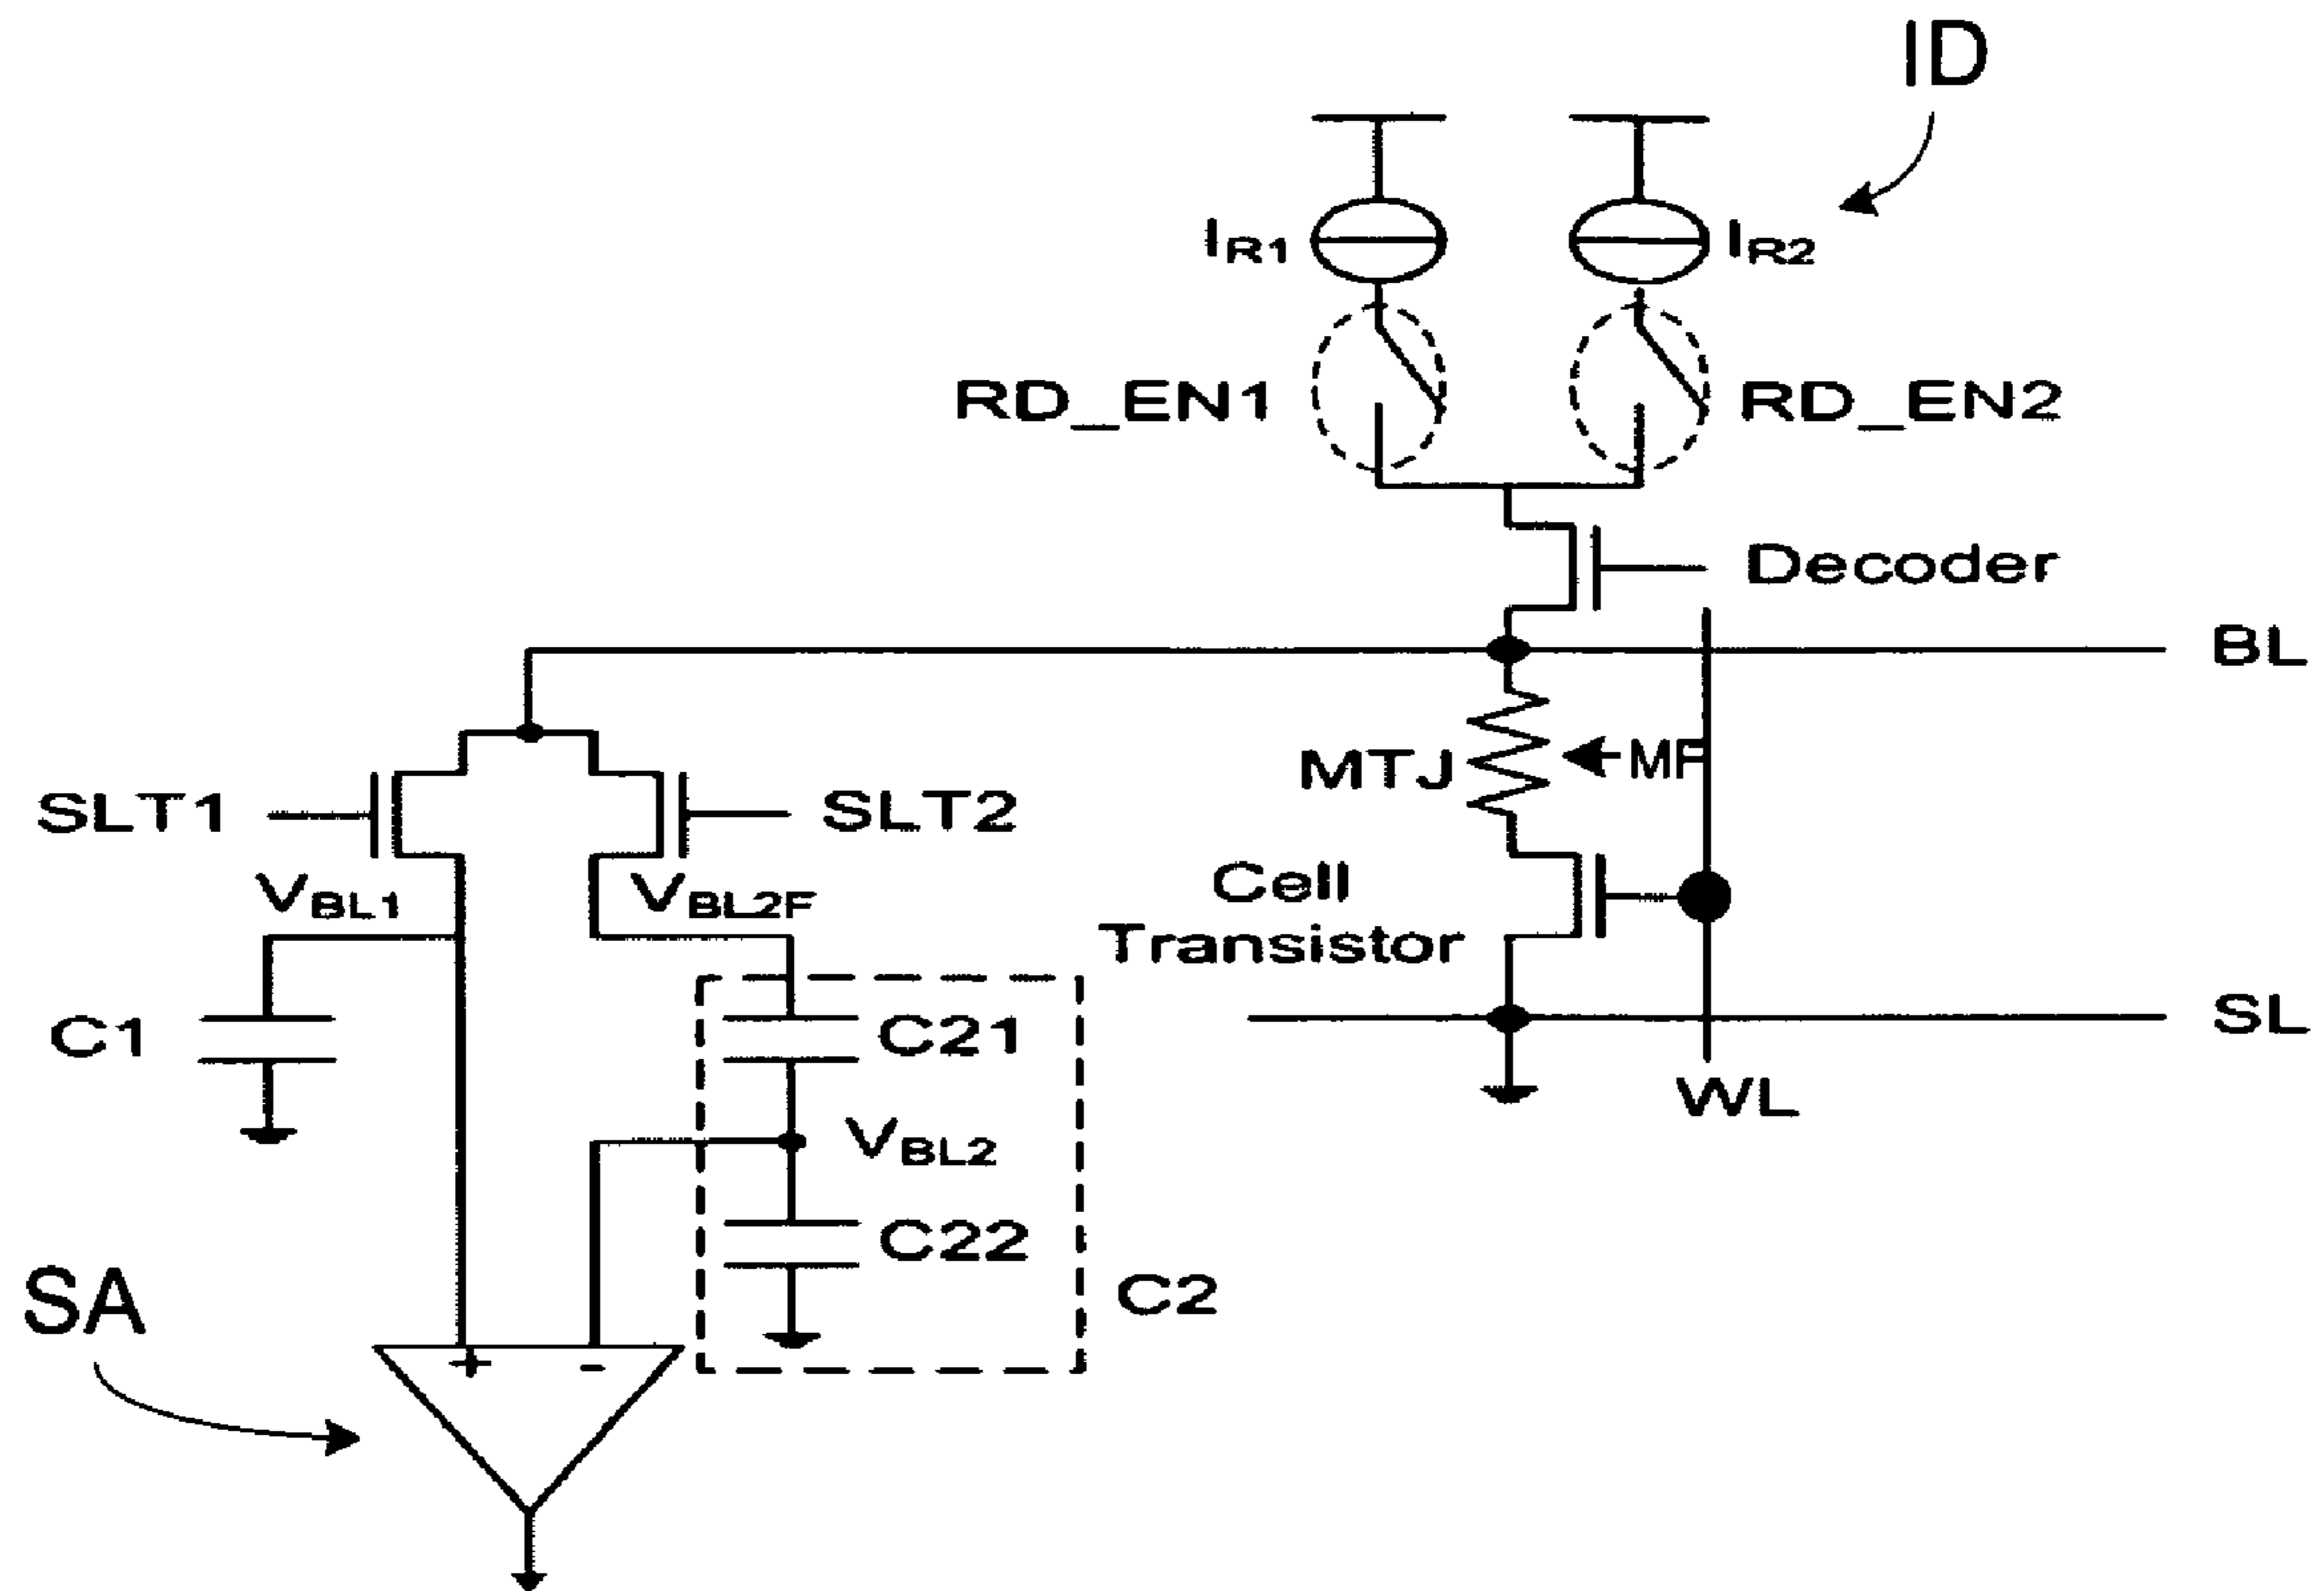 ID
IR1
IR2
RD_EN1
RD_EN2
Decoder
BL
MTJ
MF
SLT1
SLT2
VBL1
VBL2F
Cell
Transistor
C1
C21
SL
WL
VBL2
C22
C2
SA
+
-